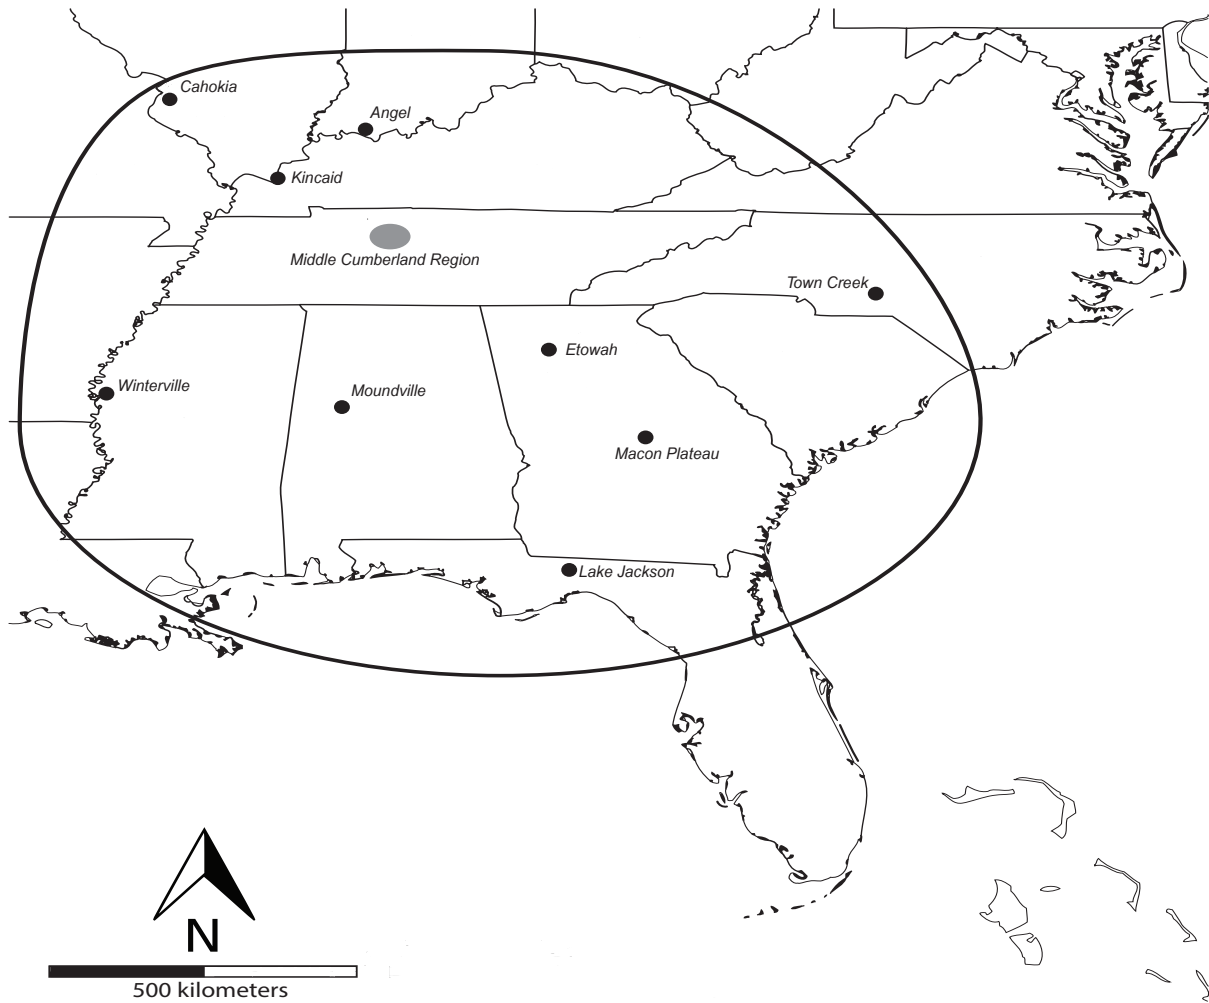 Cahokia
Angel
Kincaid
Middle Cumberland Region
Town Creek
Etowah
Winterville
Moundville
Macon Plateau
Lake Jackson
N
500 kilometers